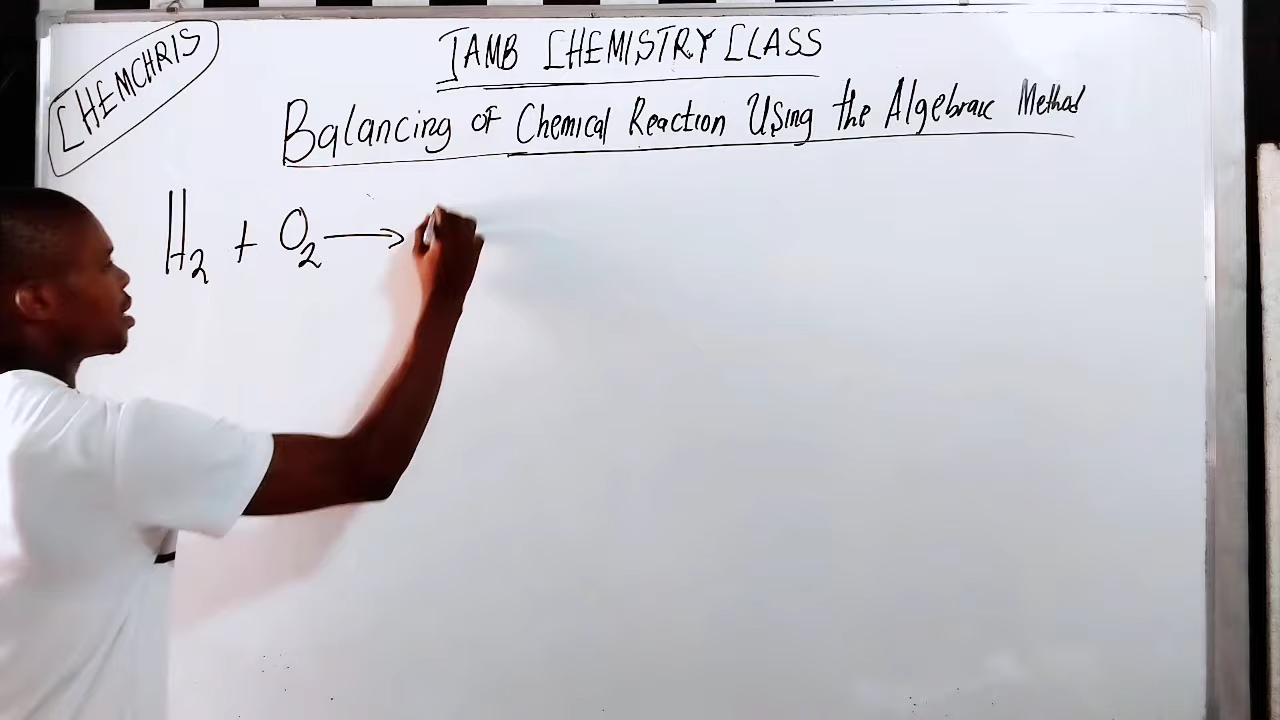 CHEMCHRIS
JAMB CHEMISTRY CLASS
Balancing of Chemical Reaction Using the Algebraic Method
H₂ + O₂ ⟶